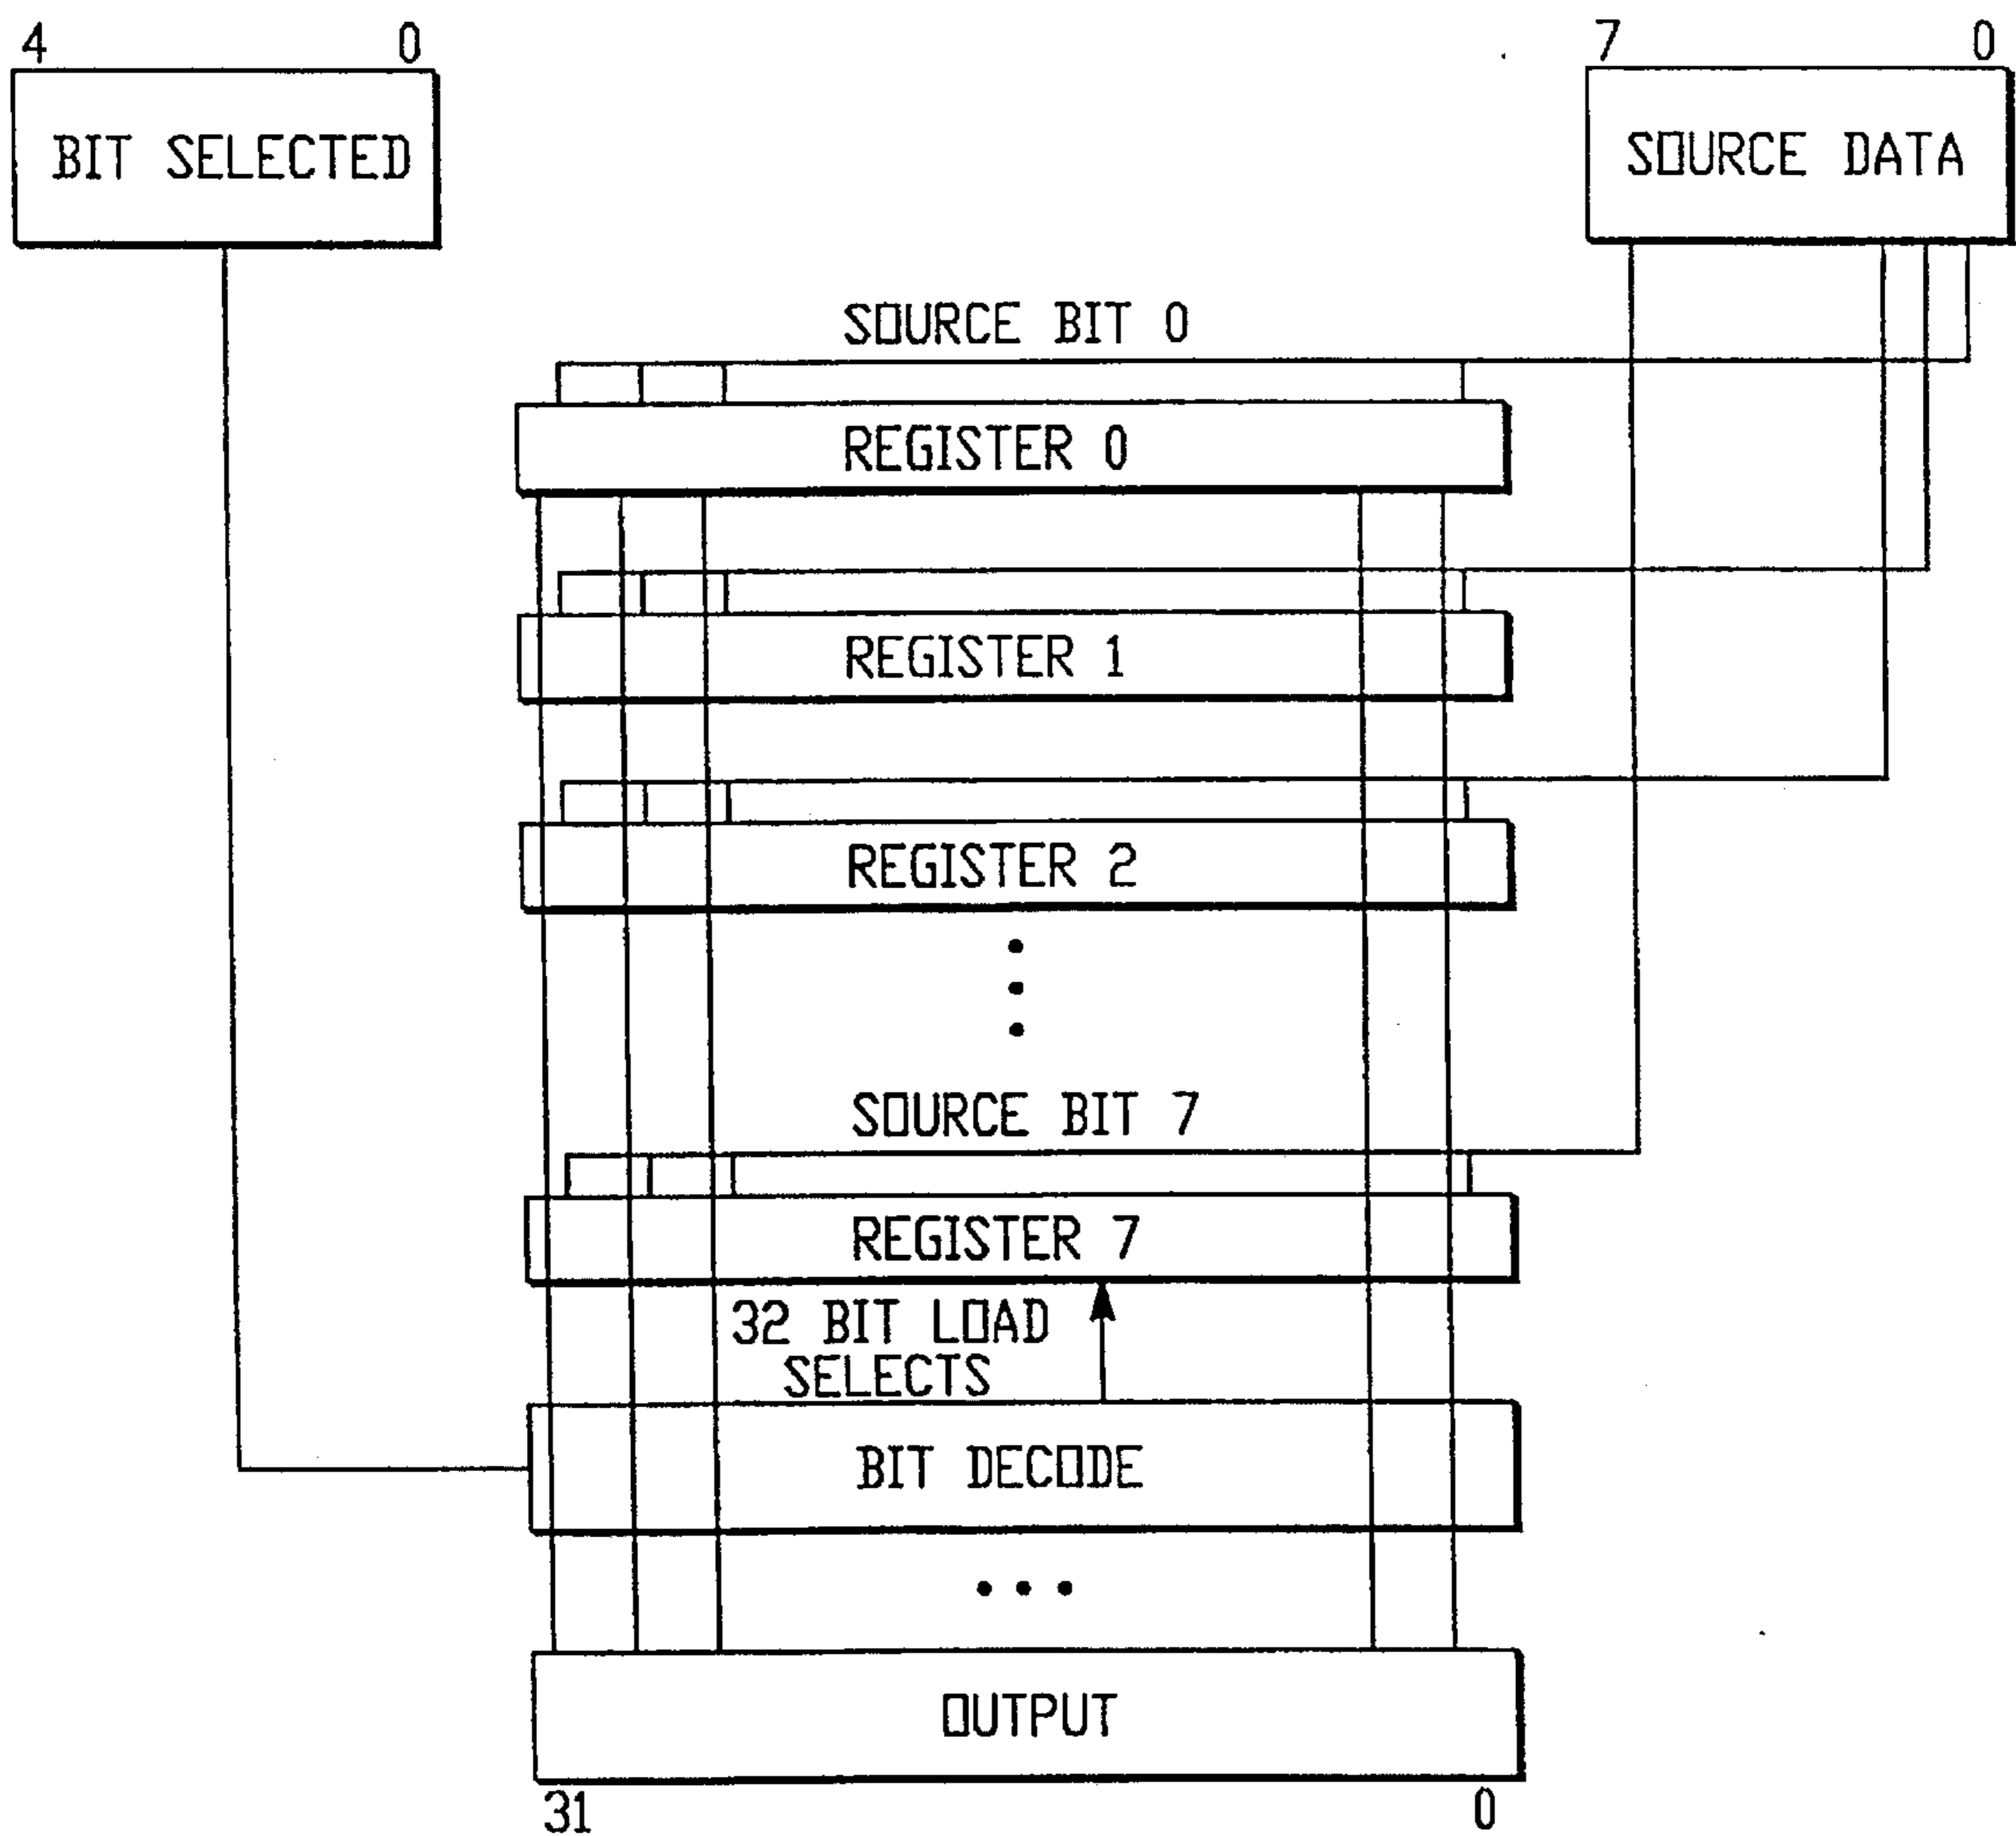 4 0
BIT SELECTED
7 0
SOURCE DATA
SOURCE BIT 0
REGISTER 0
REGISTER 1
REGISTER 2
SOURCE BIT 7
REGISTER 7
32 BIT LOAD
SELECTS
BIT DECODE
OUTPUT
31 0